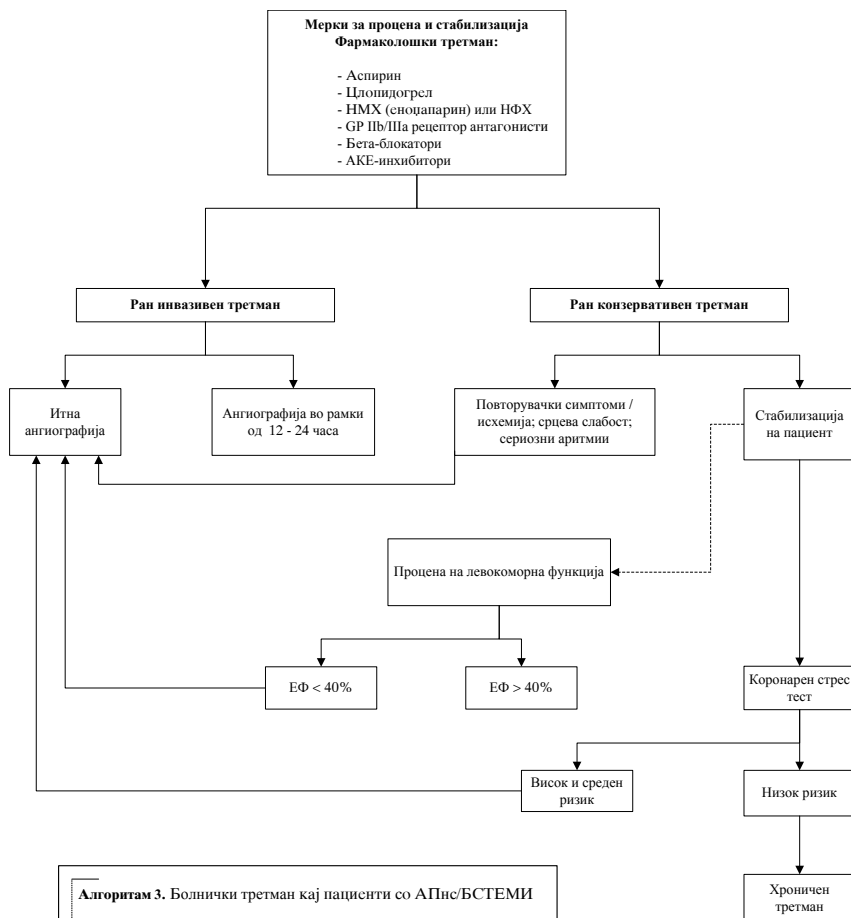 Мерки за процена и стабилизација
Фармаколошки третман:
- Аспирин
- Цлопидогрел
- НМХ (еноџапарин) или НФХ
- GP IIb/IIIa рецептор антагонисти
- Бета-блокатори
- АКЕ-инхибитори
Ран инвазивен третман
Ран конзервативен третман
Итна
ангиографија
Ангиографија во рамки
од 12 - 24 часа
Повторувачки симптоми /
исхемија; срцева слабост;
сериозни аритмии
Стабилизација
на пациент
Процена на левокоморна функција
ЕФ < 40%
ЕФ > 40%
Коронарен стрес
тест
Висок и среден
ризик
Низок ризик
Алгоритам 3. Болнички третман кај пациенти со АПнс/БСТЕМИ
Хроничен
третман